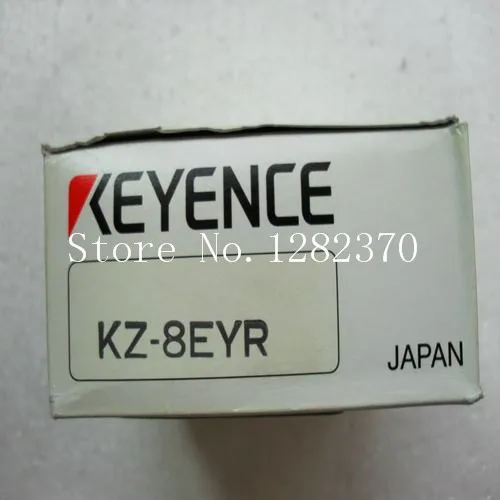 KEYENCE
Store No. 1282370
KZ-8EYR
JAPAN